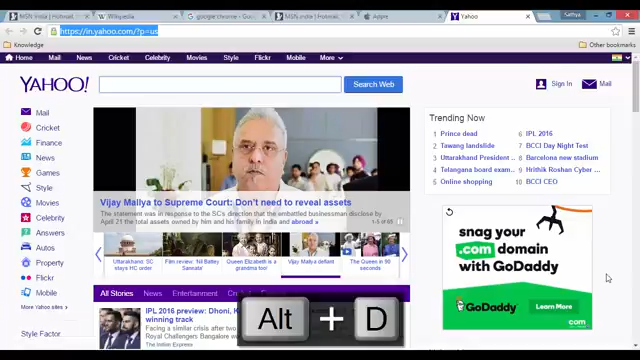 MSN India | Hotmail,
Wikipedia
google chrome - Google
MSN India | Hotmail,
Apple
Yahoo
Sathya
https://in.yahoo.com/?p=us
Knowledge
Other bookmarks
Home Mail News Cricket Celebrity Movies Style Flickr Mobile More
YAHOO!
Search Web
Sign In
Mail
Mail
Cricket
Finance
News
Games
Style
Movies
Celebrity
Answers
Autos
Property
Flickr
Mobile
More Yahoo sites >
Style Factor
Vijay Mallya to Supreme Court: Don't need to reveal assets
The statement was in response to the SC's direction that the embattled businessman disclose by
April 21 the total assets owned by him and his family in India and abroad »
1-5 of 65
Uttarakhand: SC stays HC order
Film review: 'Nil Battey Sannata'
Queen Elizabeth is a grandma fool
Vijay Mallya defiant
The Queen in 90 seconds
All Stories News Entertainment
IPL 2016 preview: Dhoni,
winning track
Facing a similar crisis after two
Royal Challengers Bangalore
The Indian Express
Trending Now
1 Prince dead
2 Tawang landslide
3 Uttarakhand President ..
4 Telangana board exam..
5 Online shopping
6 IPL 2016
7 BCCI Day Night Test
8 Barcelona new stadium
9 Hrithik Roshan Cyber ..
10 BCCI CEO
snag your
.com domain
with GoDaddy
GoDaddy
Learn More
.com
Alt + D